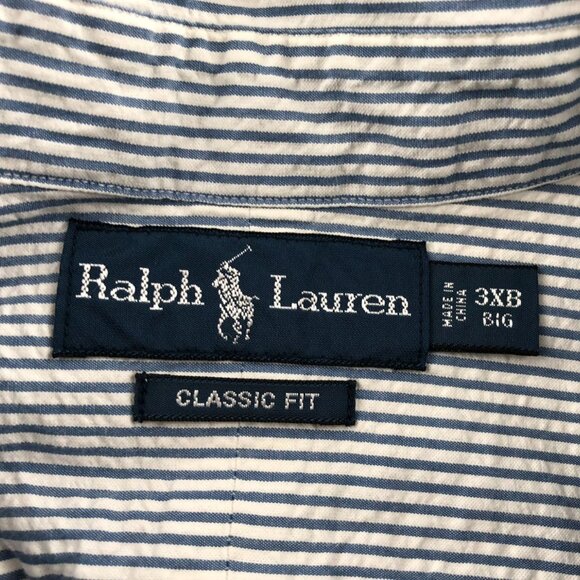 Ralph Lauren
MADE IN
CHINA
3XB
BIG
CLASSIC FIT